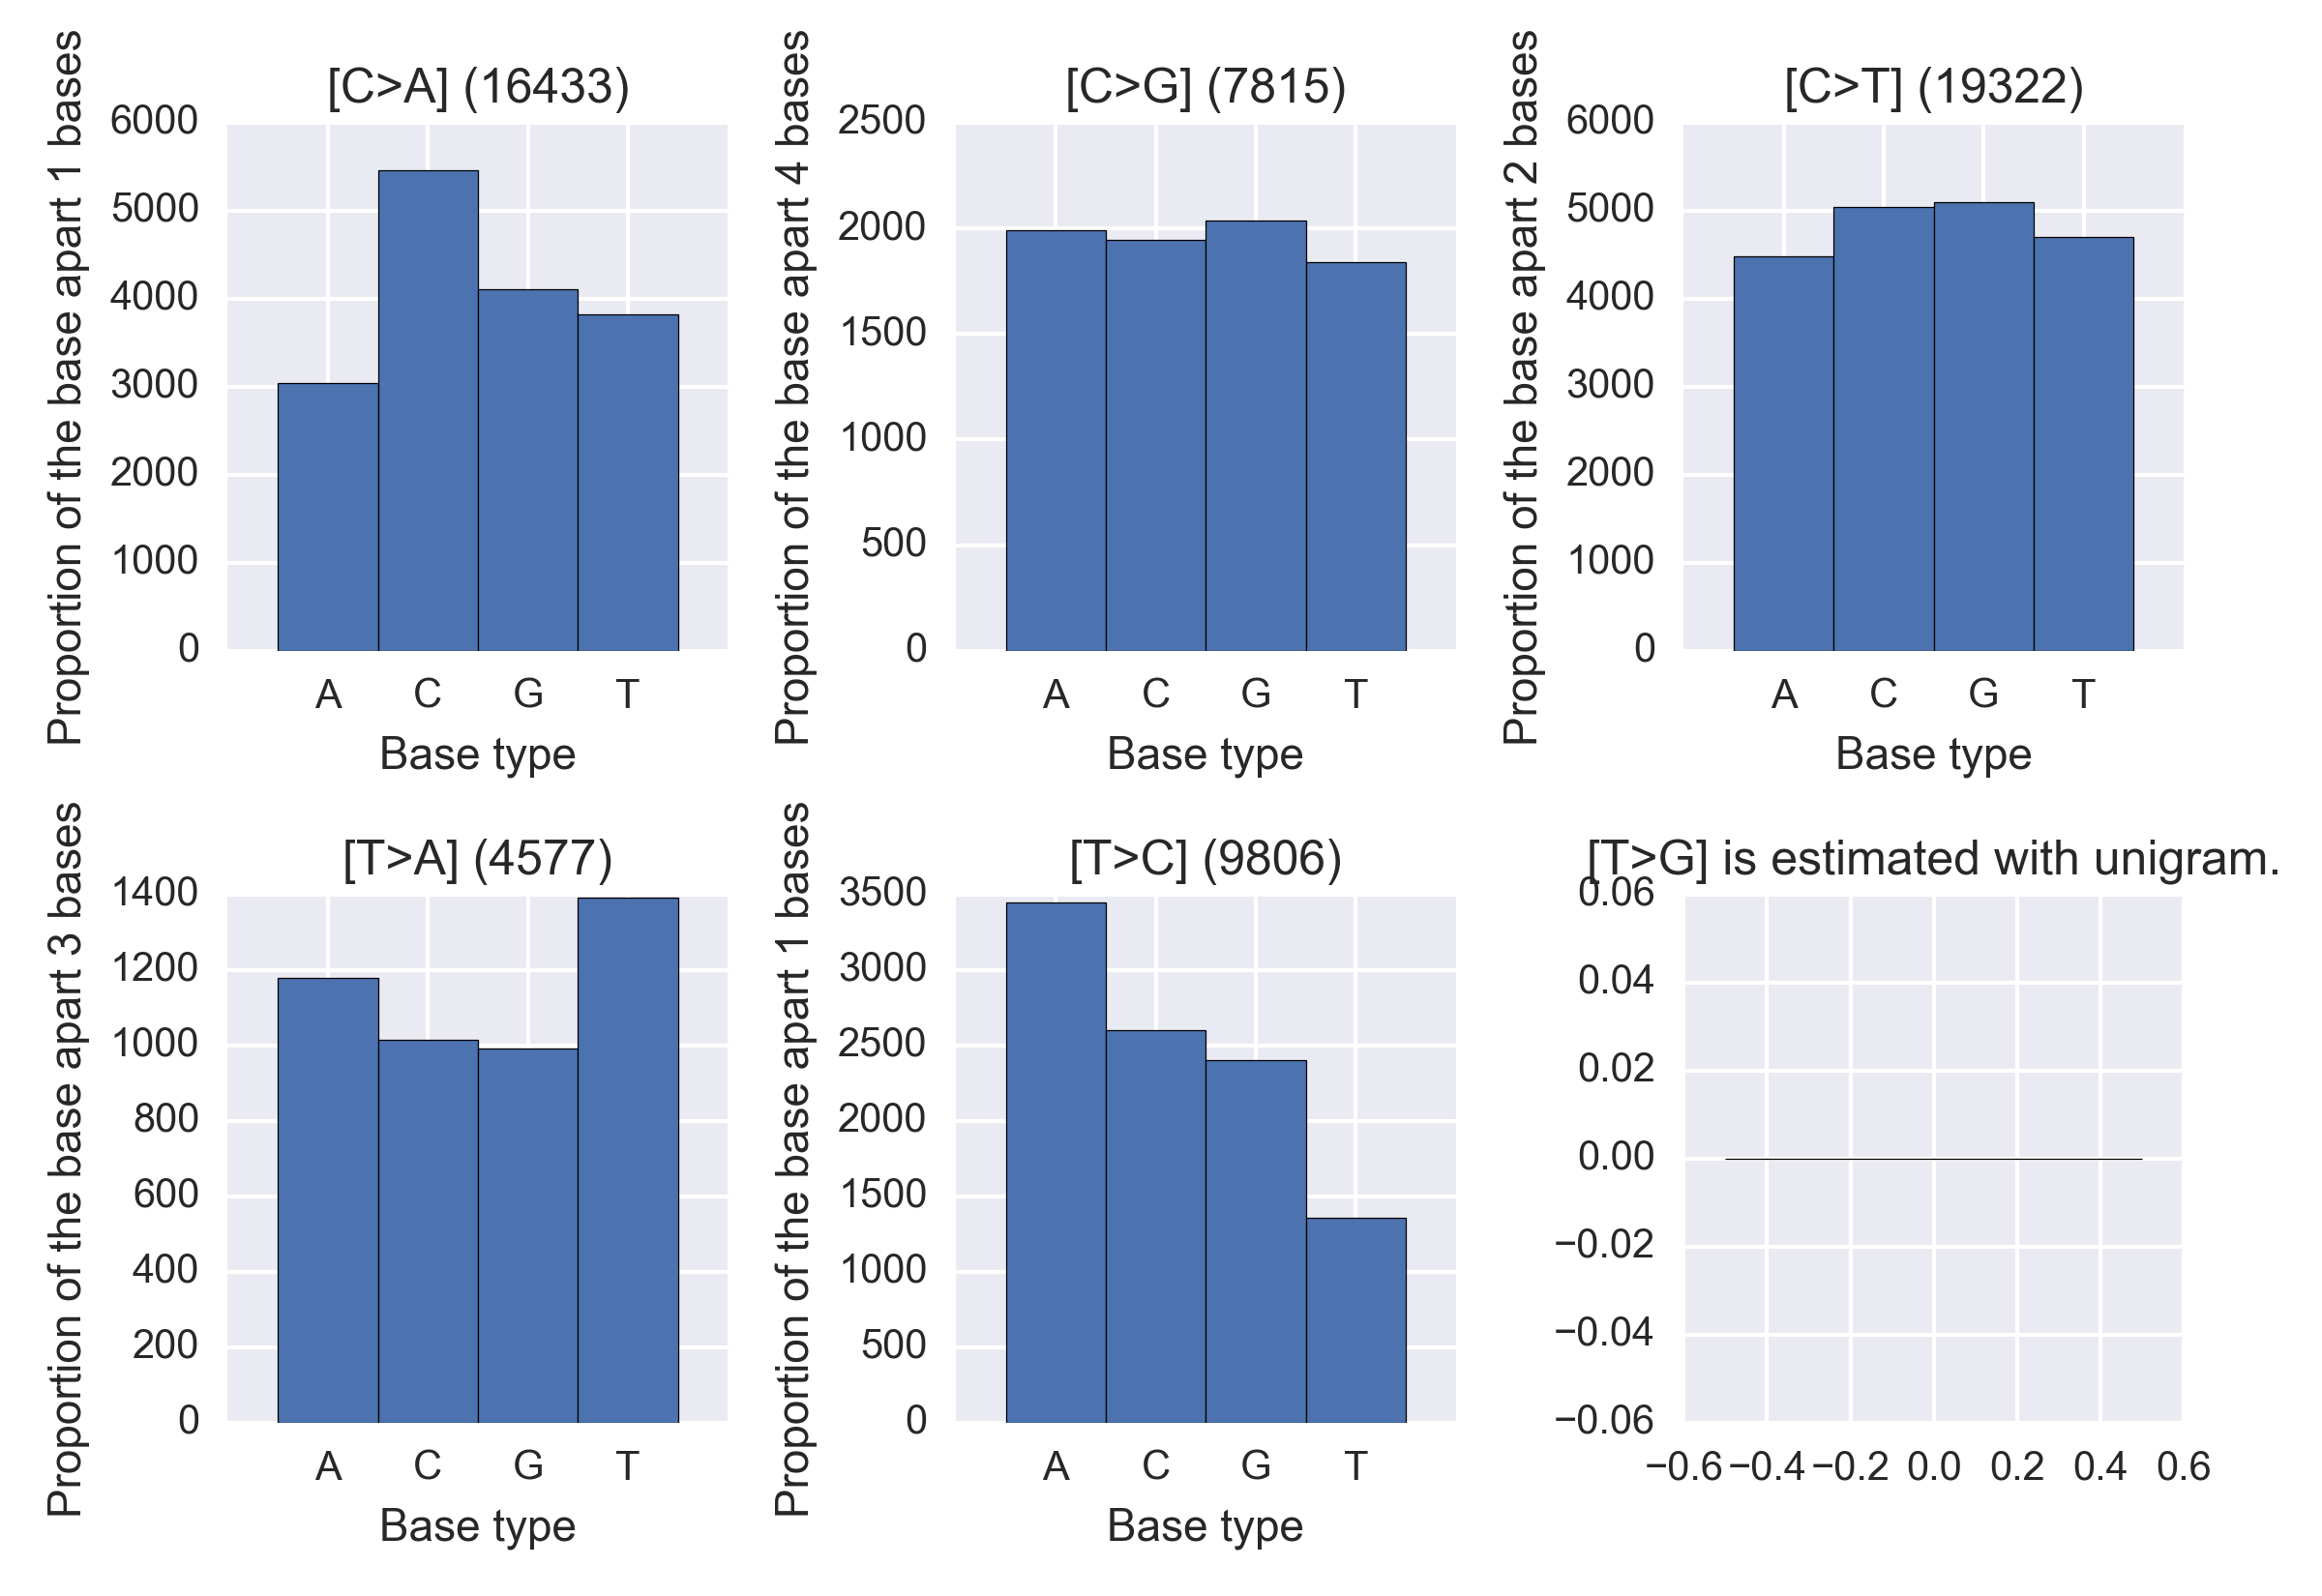 [C>A] (16433)
Proportion of the base apart 1 bases
6000
5000
4000
3000
2000
1000
0
A C G T
Base type
[C>G] (7815)
Proportion of the base apart 4 bases
2500
2000
1500
1000
500
0
A C G T
Base type
[C>T] (19322)
Proportion of the base apart 2 bases
6000
5000
4000
3000
2000
1000
0
A C G T
Base type
[T>A] (4577)
Proportion of the base apart 3 bases
1400
1200
1000
800
600
400
200
0
A C G T
Base type
[T>C] (9806)
Proportion of the base apart 1 bases
3500
3000
2500
2000
1500
1000
500
0
A C G T
Base type
[T>G] is estimated with unigram.
0.06
0.04
0.02
0.00
−0.02
−0.04
−0.06
−0.6 −0.4 −0.2 0.0 0.2 0.4 0.6